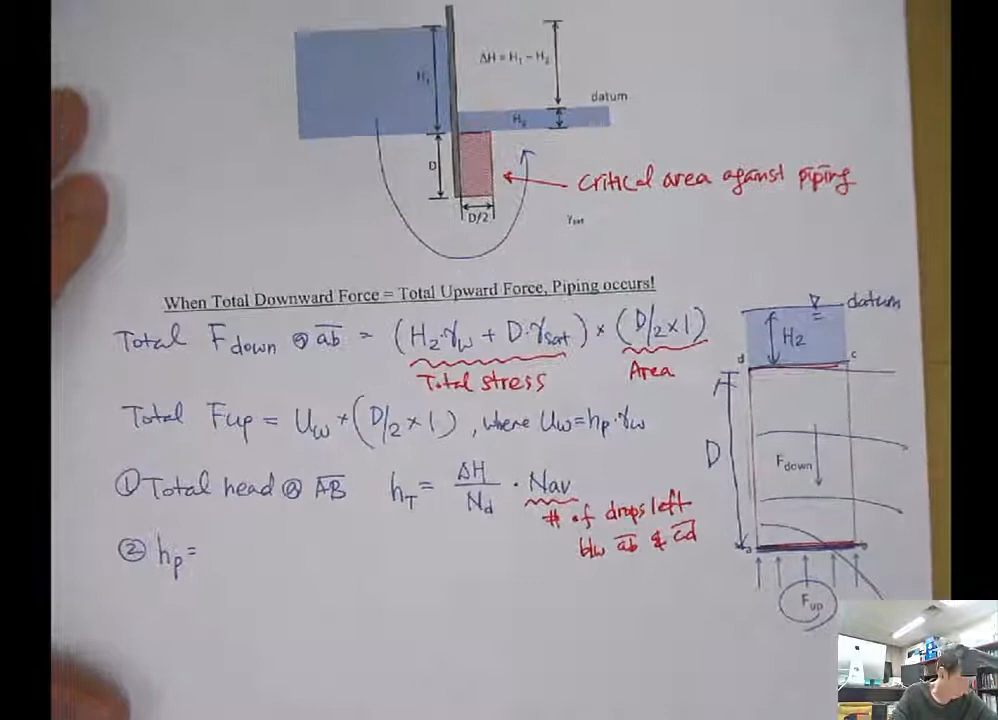 ΔH = H₁ − H₂
datum
H₁
H₂
D
critical area against piping
D/2
γsat
When Total Downward Force = Total Upward Force, Piping occurs!
Total Fdown @ ab = (H₂·γw + D·γsat) × (D/2 × 1)
Total stress
Area
Total Fup = Uw × (D/2 × 1), where Uw = hp·γw
① Total head @ AB hT = ΔH/Nd · Nav
# of drops left
b/w ab & cd
② hp =
datum
H2
d
c
D
Fdown
a
Fup